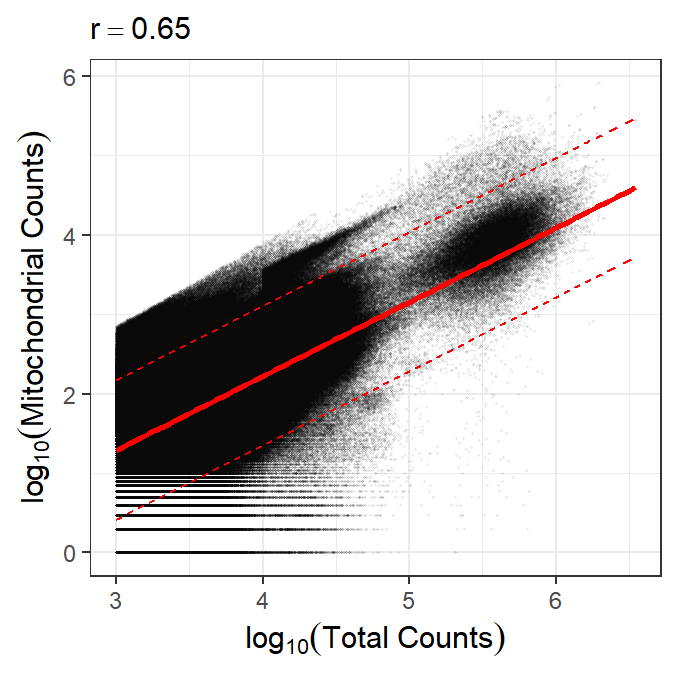 r = 0.65
log₁₀(Mitochondrial Counts)
6
4
2
0
3 4 5 6
log₁₀(Total Counts)